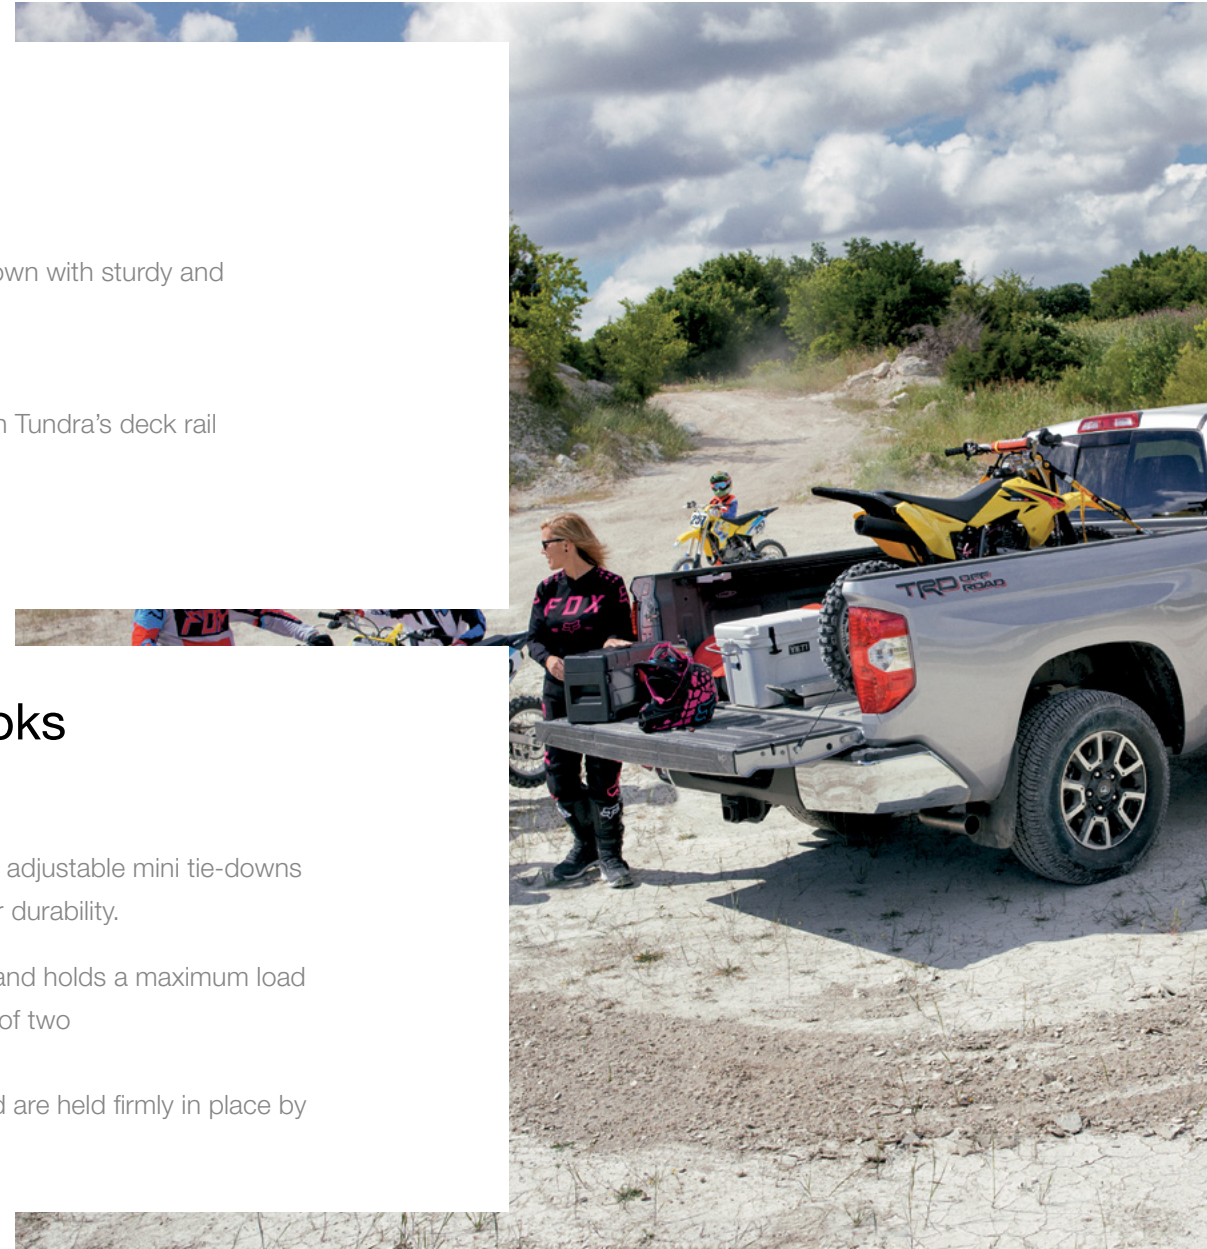 own with sturdy and
n Tundra’s deck rail
oks
adjustable mini tie-downs
r durability.
and holds a maximum load
of two
d are held firmly in place by
FOX
FOX
TRD OFF ROAD
YETI
297